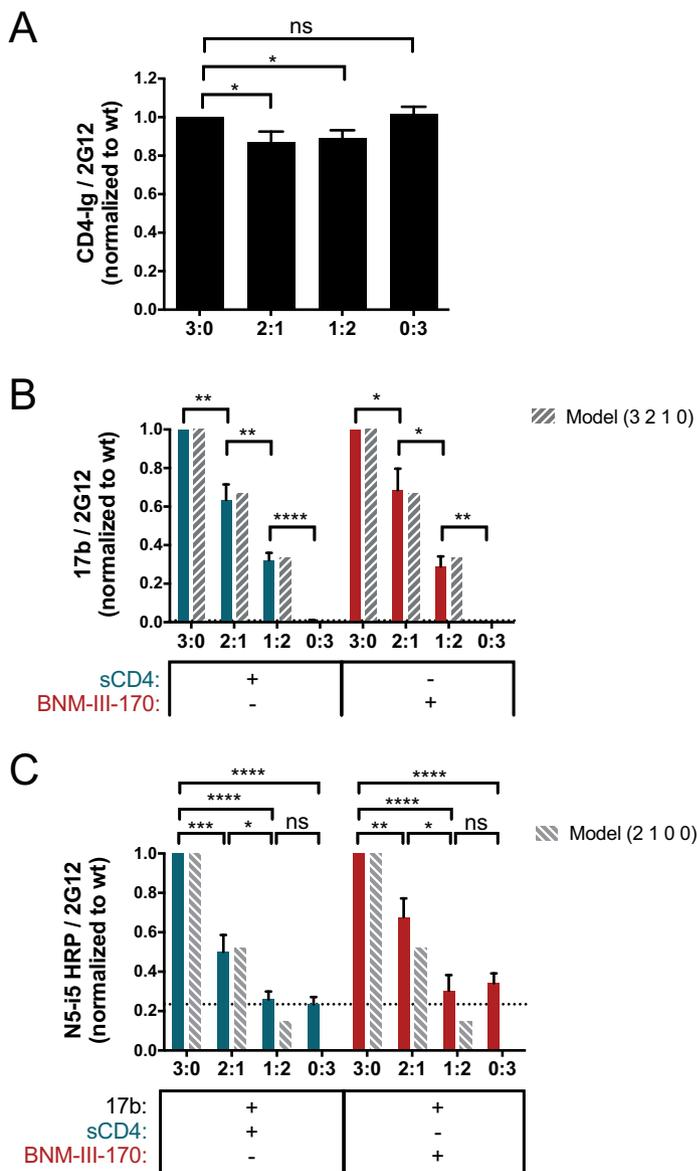 A
ns
*
*
CD4-Ig / 2G12
(normalized to wt)
1.2
1.0
0.8
0.6
0.4
0.2
0.0
3:0 2:1 1:2 0:3
B
** *
** *
**** **
Model (3 2 1 0)
17b / 2G12
(normalized to wt)
1.0
0.8
0.6
0.4
0.2
0.0
3:0 2:1 1:2 0:3 3:0 2:1 1:2 0:3
sCD4: + -
BNM-III-170: - +
C
**** ****
**** ****
*** * ns ** * ns
Model (2 1 0 0)
N5-i5 HRP / 2G12
(normalized to wt)
1.0
0.8
0.6
0.4
0.2
0.0
3:0 2:1 1:2 0:3 3:0 2:1 1:2 0:3
17b: + +
sCD4: + -
BNM-III-170: - +